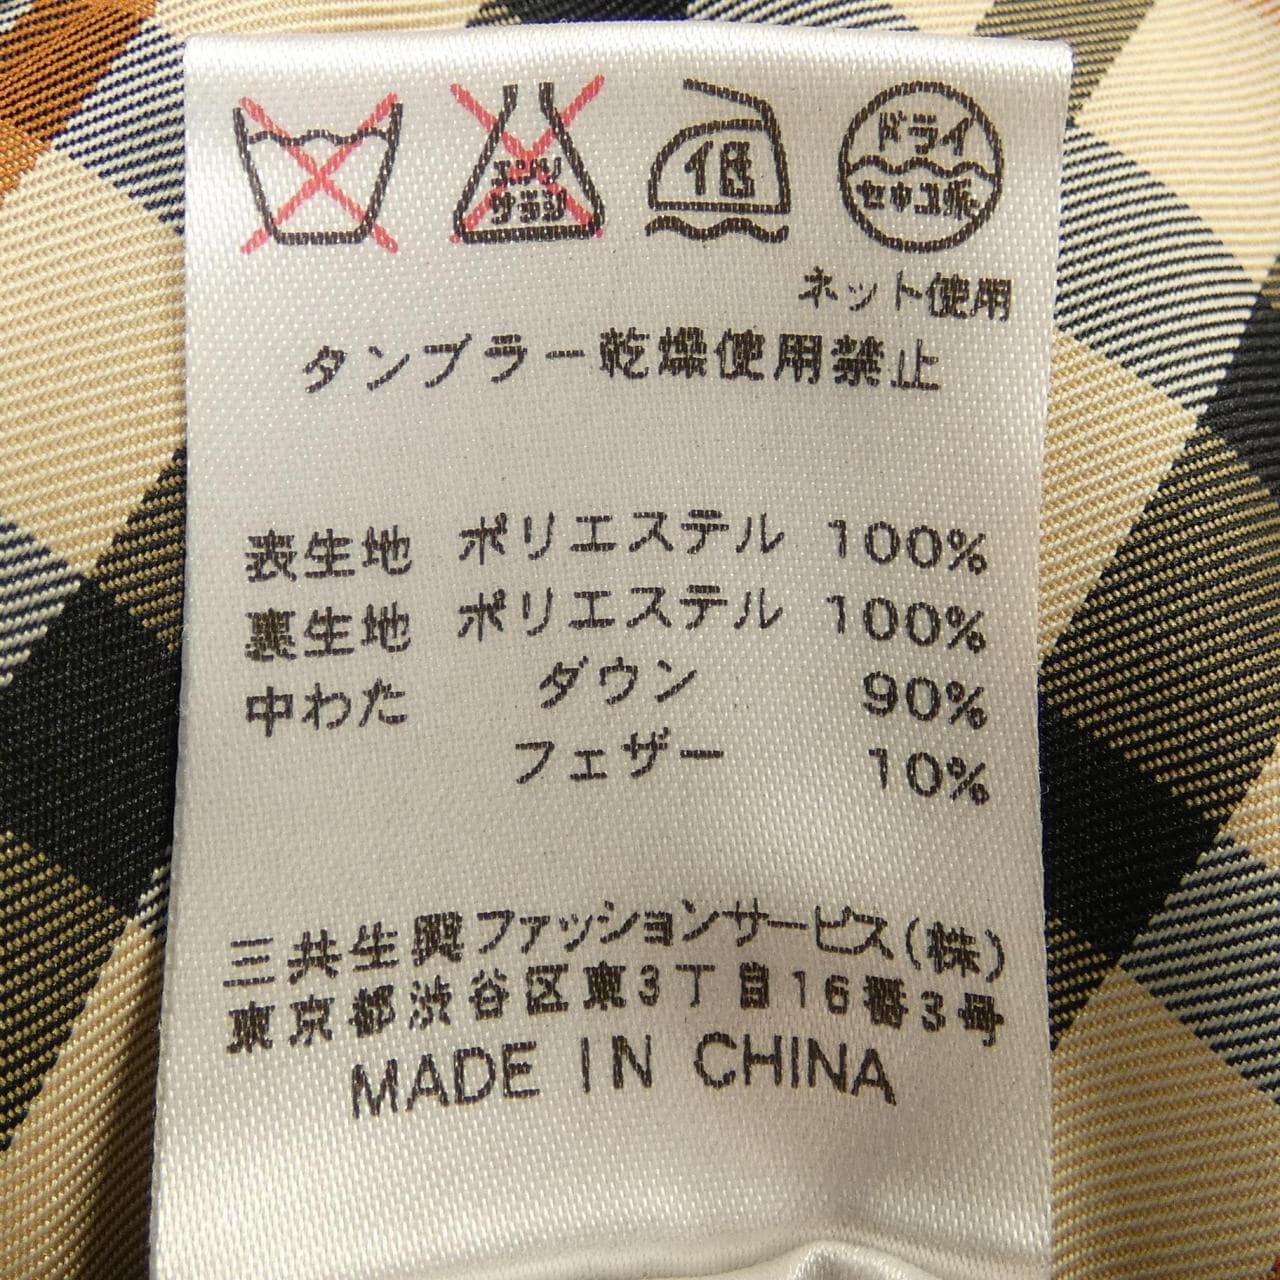 エンソ
サラシ
低
ドライ
セキユ系
ネット使用
タンブラー乾燥使用禁止
表生地 ポリエステル 100%
裏生地 ポリエステル 100%
中わた ダウン 90%
フェザー 10%
三共生興ファッションサービス(株)
東京都渋谷区東3丁目16番3号
MADE IN CHINA